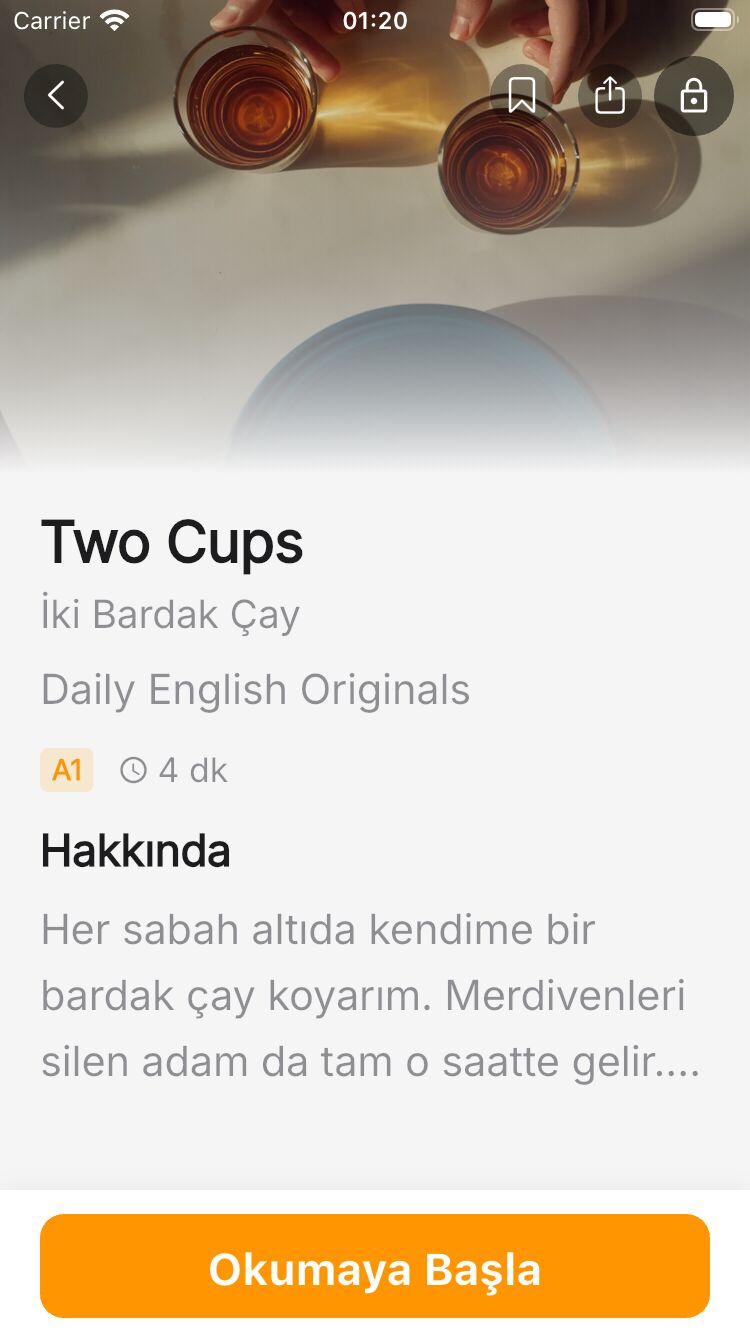 Carrier 01:20
Two Cups
İki Bardak Çay
Daily English Originals
A1 4 dk
Hakkında
Her sabah altıda kendime bir
bardak çay koyarım. Merdivenleri
silen adam da tam o saatte gelir....
Okumaya Başla